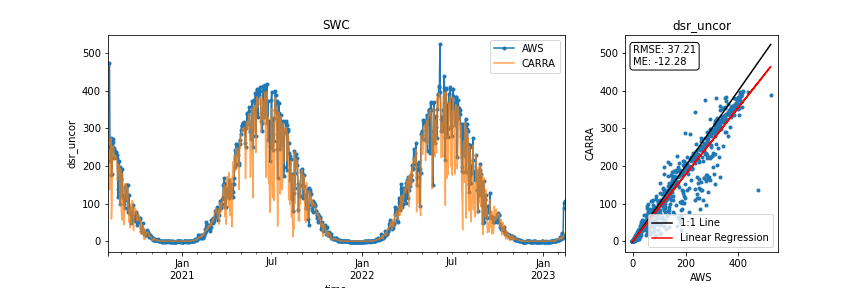 SWC
dsr_uncor
500
400
300
200
100
0
dsr_uncor
AWS
CARRA
Jan
2021
Jul
Jan
2022
Jul
Jan
2023
time
500
400
300
200
100
0
CARRA
RMSE: 37.21
ME: -12.28
1:1 Line
Linear Regression
0 200 400
AWS